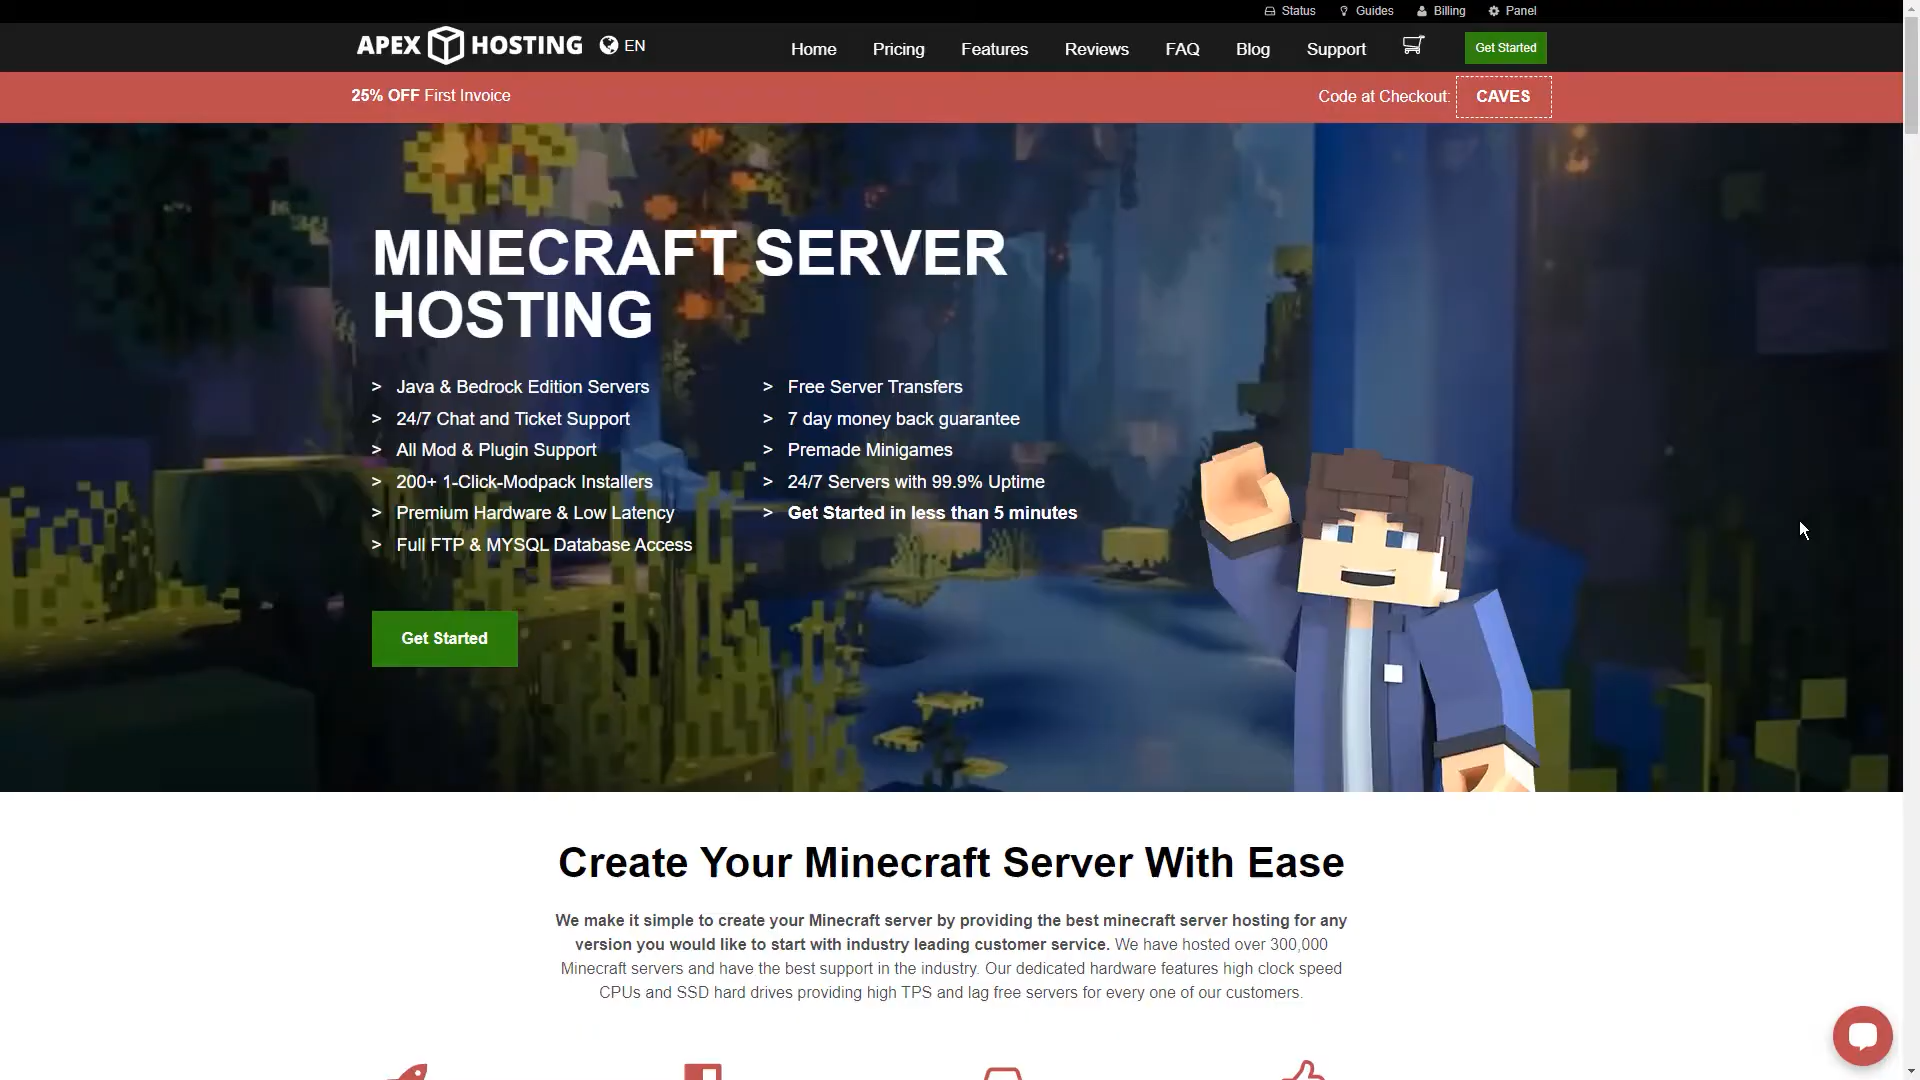 Status
Guides
Billing
Panel
APEX HOSTING
EN
Home
Pricing
Features
Reviews
FAQ
Blog
Support
Get Started
25% OFF First Invoice
Code at Checkout: CAVES
MINECRAFT SERVER
HOSTING
> Java & Bedrock Edition Servers
> 24/7 Chat and Ticket Support
> All Mod & Plugin Support
> 200+ 1-Click-Modpack Installers
> Premium Hardware & Low Latency
> Full FTP & MYSQL Database Access
> Free Server Transfers
> 7 day money back guarantee
> Premade Minigames
> 24/7 Servers with 99.9% Uptime
> Get Started in less than 5 minutes
Get Started
Create Your Minecraft Server With Ease
We make it simple to create your Minecraft server by providing the best minecraft server hosting for any
version you would like to start with industry leading customer service. We have hosted over 300,000
Minecraft servers and have the best support in the industry. Our dedicated hardware features high clock speed
CPUs and SSD hard drives providing high TPS and lag free servers for every one of our customers.